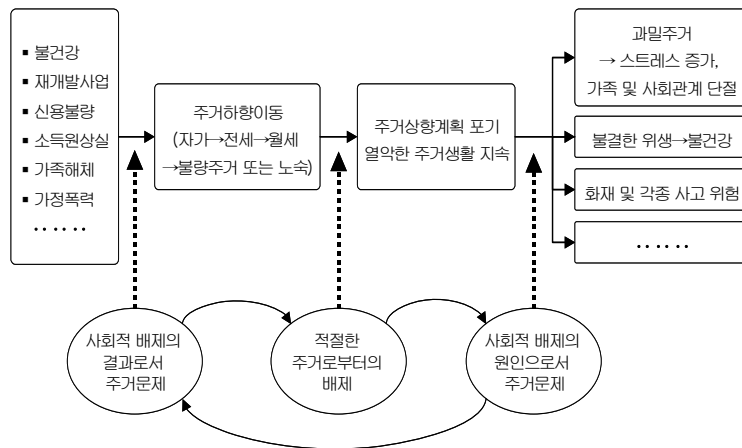 ▪ 불건강
▪ 재개발사업
▪ 신용불량
▪ 소득원상실
▪ 가족해체
▪ 가정폭력
‥‥‥
주거하향이동
(자가→전세→월세
→불량주거 또는 노숙)
주거상향계획 포기
열악한 주거생활 지속
과밀주거
→ 스트레스 증가,
가족 및 사회관계 단절
불결한 위생→불건강
화재 및 각종 사고 위험
‥‥‥
사회적 배제의
결과로서
주거문제
적절한
주거로부터의
배제
사회적 배제의
원인으로서
주거문제